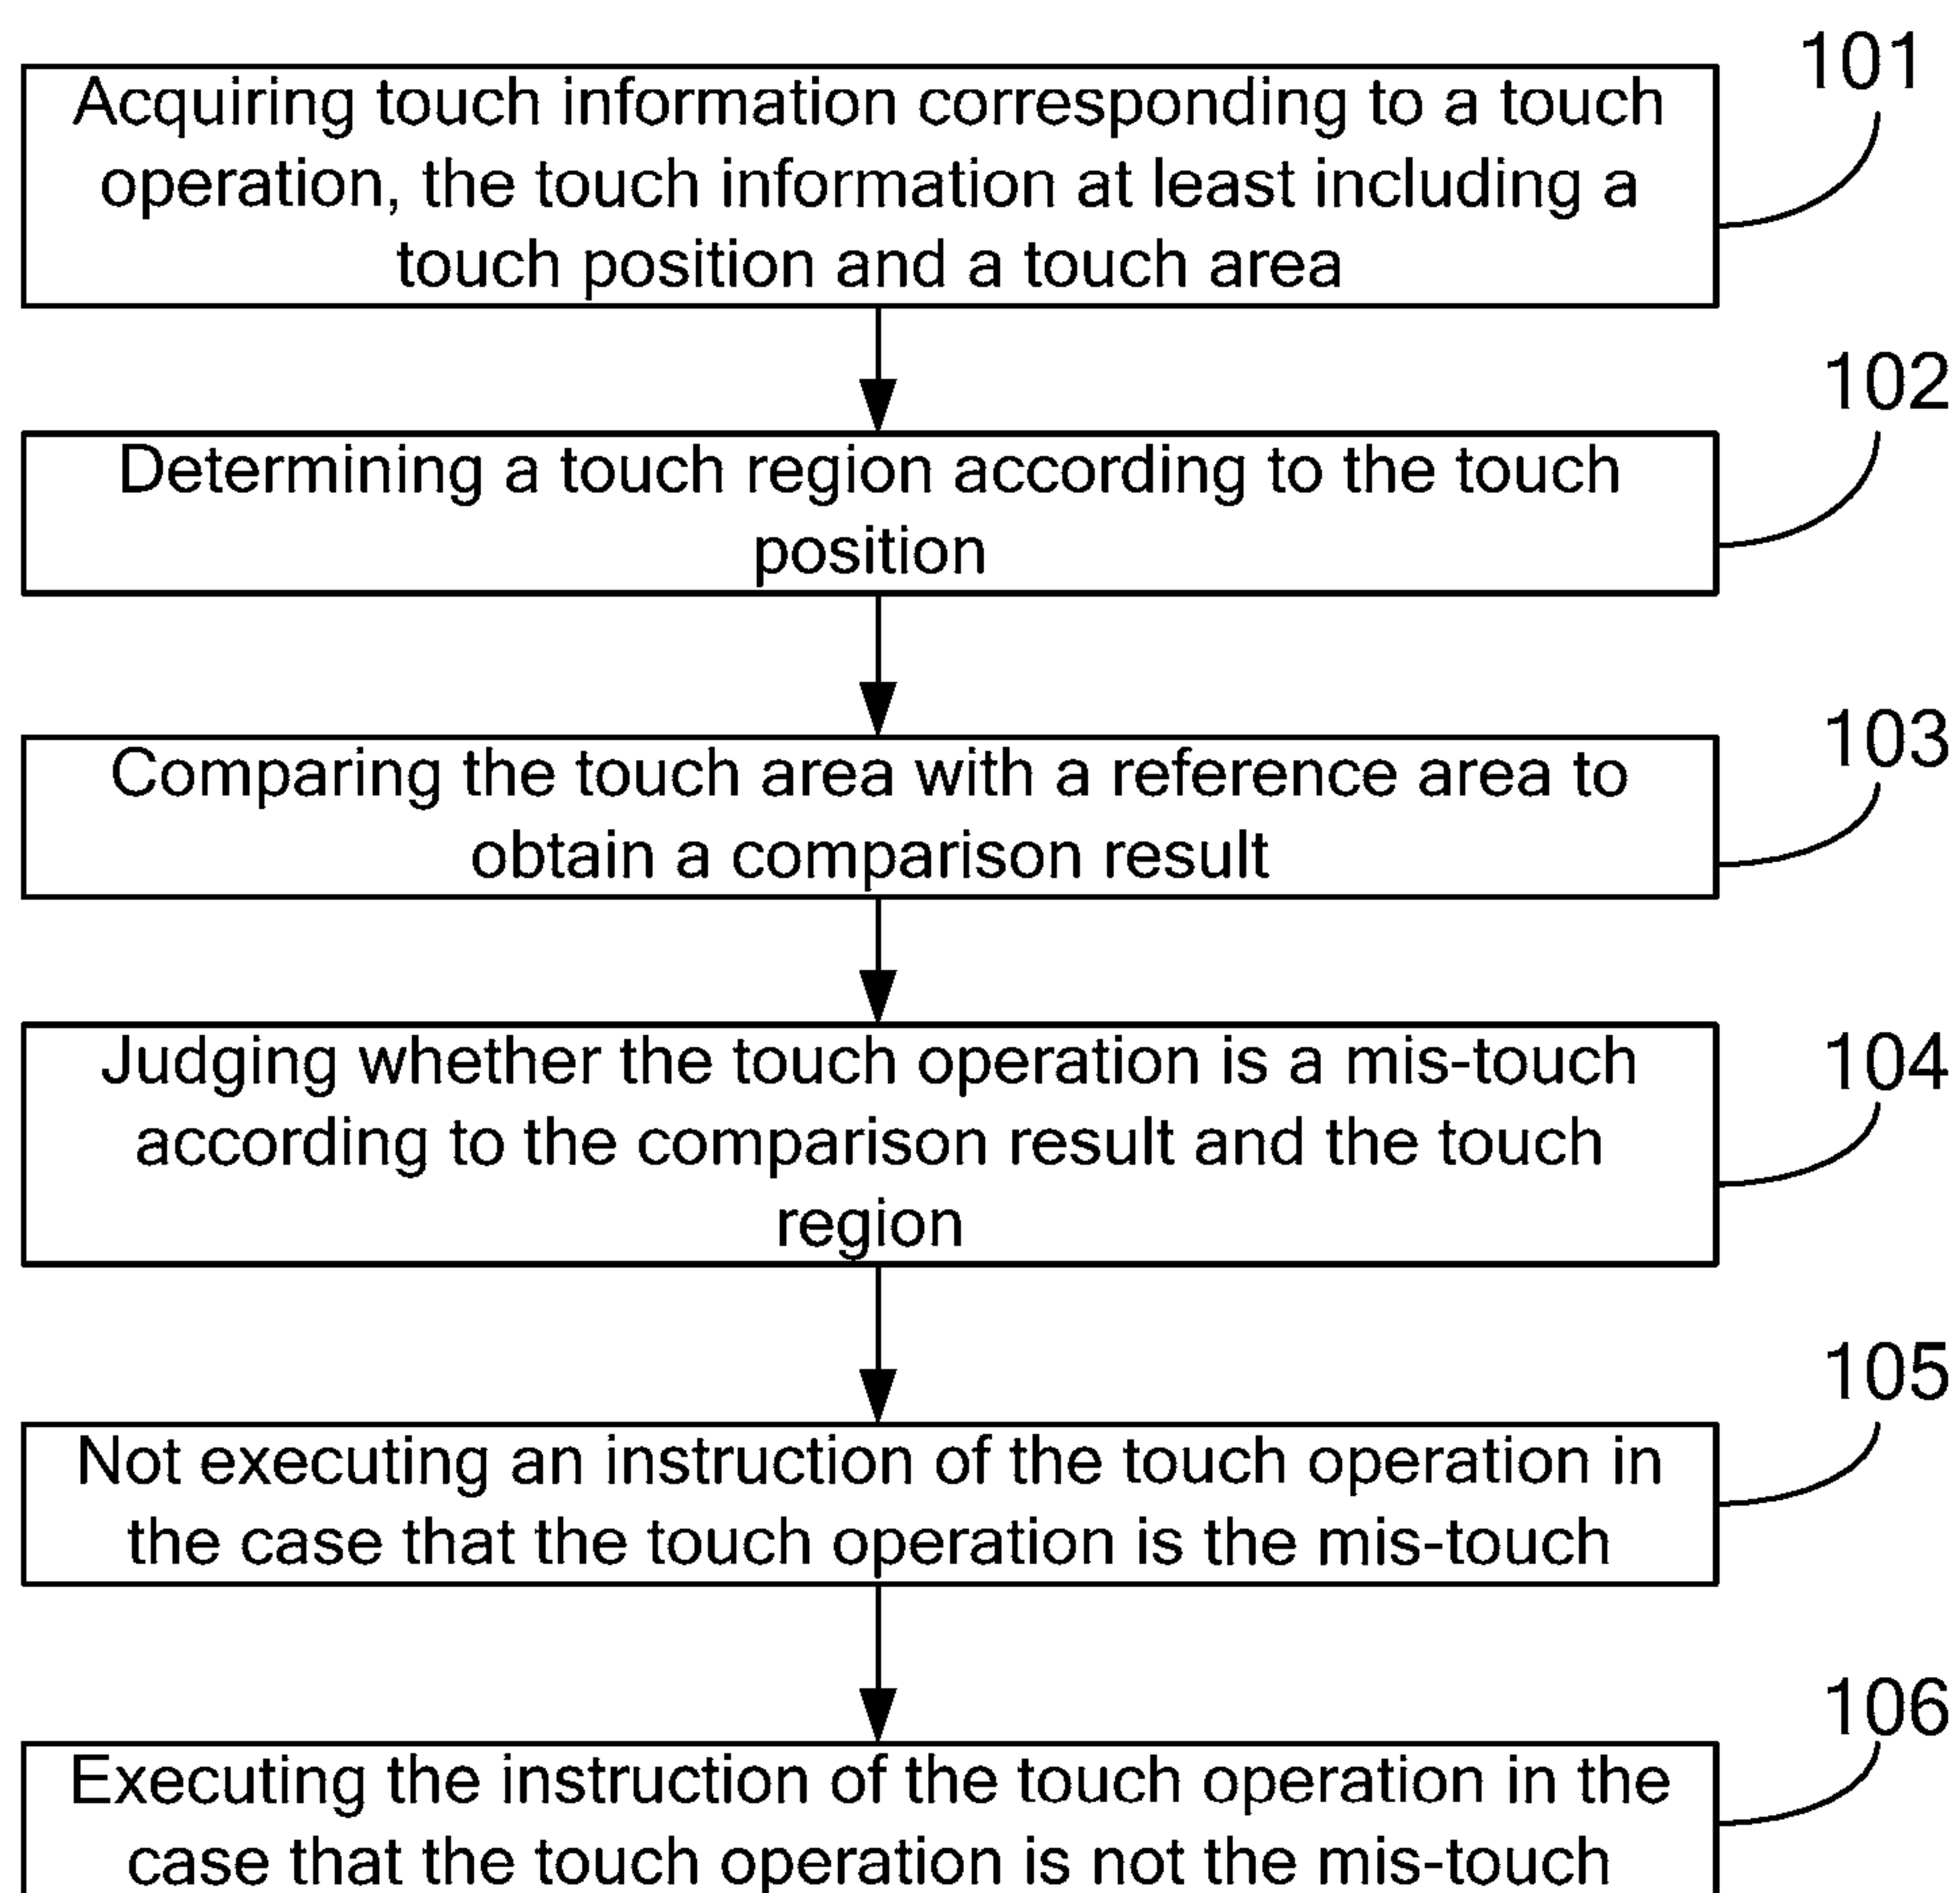 101
Acquiring touch information corresponding to a touch
operation, the touch information at least including a
touch position and a touch area
102
Determining a touch region according to the touch
position
103
Comparing the touch area with a reference area to
obtain a comparison result
104
Judging whether the touch operation is a mis-touch
according to the comparison result and the touch
region
105
Not executing an instruction of the touch operation in
the case that the touch operation is the mis-touch
106
Executing the instruction of the touch operation in the
case that the touch operation is not the mis-touch